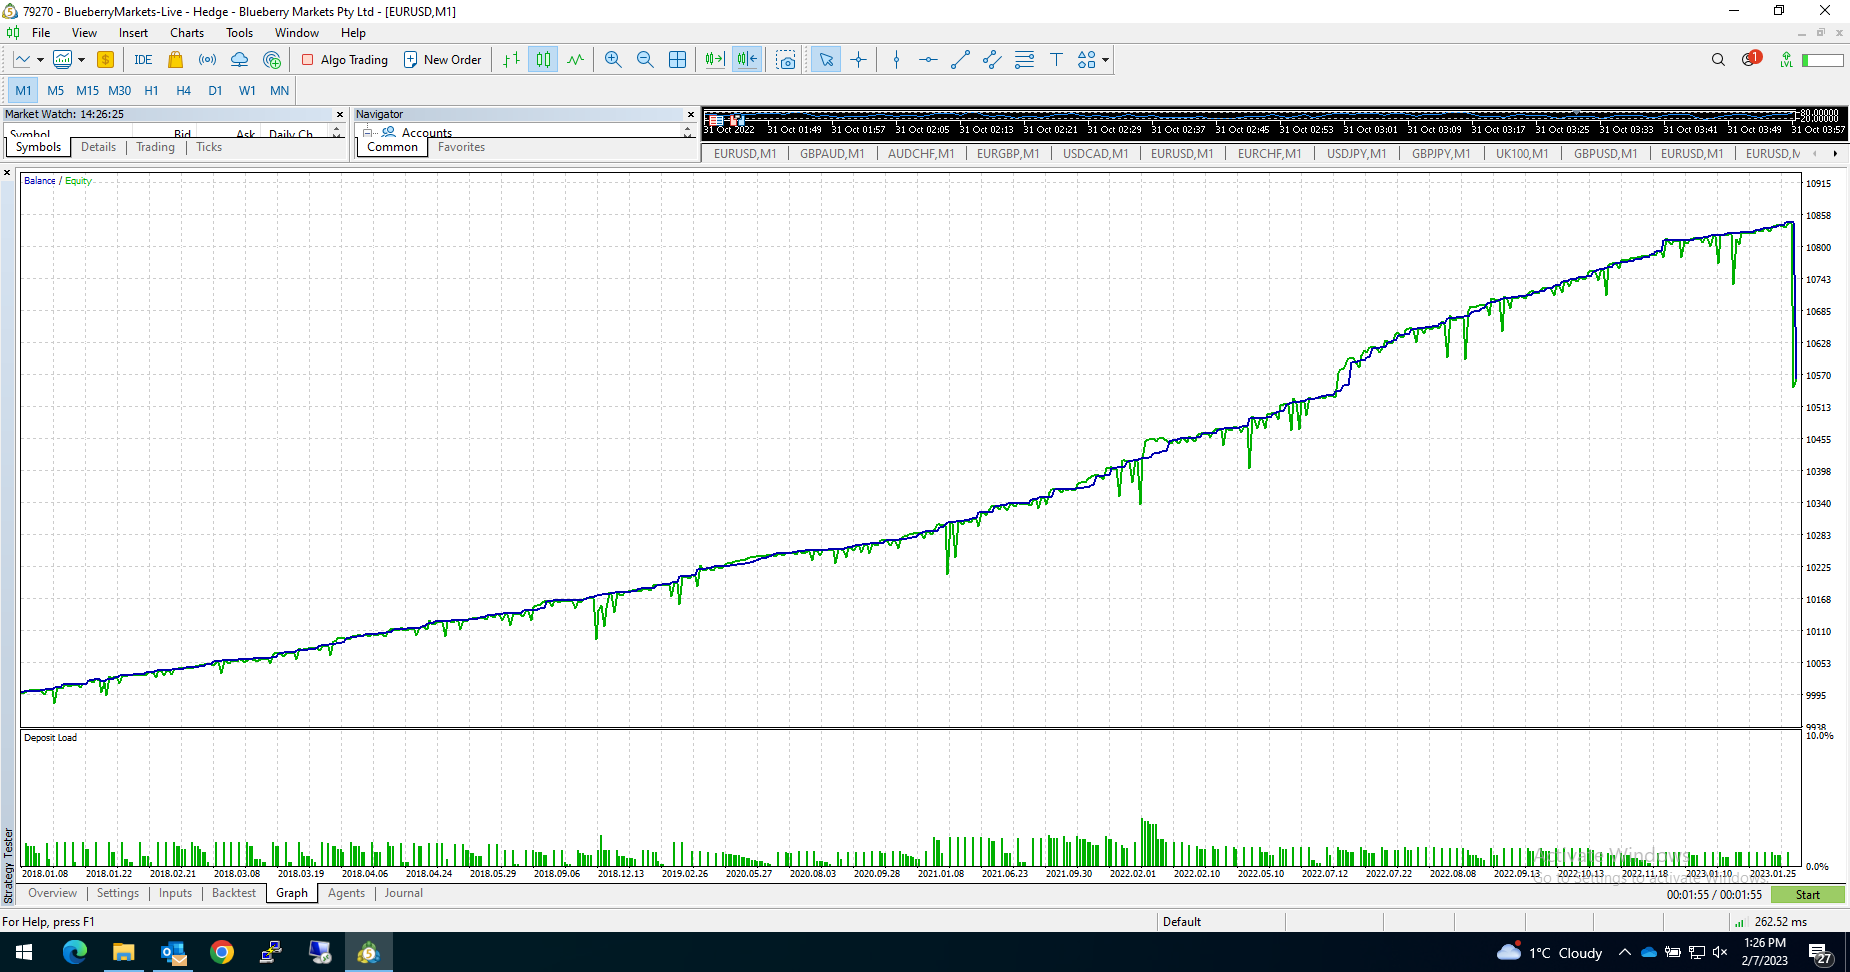 79270 - BlueberryMarkets-Live - Hedge - Blueberry Markets Pty Ltd - [EURUSD,M1]
File View Insert Charts Tools Window Help
IDE Algo Trading New Order 1 LVL
M1 M5 M15 M30 H1 H4 D1 W1 MN
Market Watch: 14:26:25
Symbol Bid Ask Daily Ch...
Symbols Details Trading Ticks
Navigator
Accounts
Common Favorites
80.00000
20.00000
31 Oct 2022 31 Oct 01:49 31 Oct 01:57 31 Oct 02:05 31 Oct 02:13 31 Oct 02:21 31 Oct 02:29 31 Oct 02:37 31 Oct 02:45 31 Oct 02:53 31 Oct 03:01 31 Oct 03:09 31 Oct 03:17 31 Oct 03:25 31 Oct 03:33 31 Oct 03:41 31 Oct 03:49 31 Oct 03:57
EURUSD,M1 GBPAUD,M1 AUDCHF,M1 EURGBP,M1 USDCAD,M1 EURUSD,M1 EURCHF,M1 USDJPY,M1 GBPJPY,M1 UK100,M1 GBPUSD,M1 EURUSD,M1 EURUSD,M
Balance / Equity
10915
10858
10800
10743
10685
10628
10570
10513
10455
10398
10340
10283
10225
10168
10110
10053
9995
9938
Deposit Load
10.0%
0.0%
2018.01.08 2018.01.22 2018.02.21 2018.03.08 2018.03.19 2018.04.06 2018.04.24 2018.05.29 2018.09.06 2018.12.13 2019.02.26 2020.05.27 2020.08.03 2020.09.28 2021.01.08 2021.06.23 2021.09.30 2022.02.01 2022.02.10 2022.05.10 2022.07.12 2022.07.22 2022.08.08 2022.09.13 2022.10.13 2022.11.18 2023.01.10 2023.01.25
Activate Windows
Go to Settings to activate Windows.
Strategy Tester
Overview Settings Inputs Backtest Graph Agents Journal
00:01:55 / 00:01:55 Start
For Help, press F1 Default 262.52 ms
1°C Cloudy
1:26 PM
2/7/2023
27